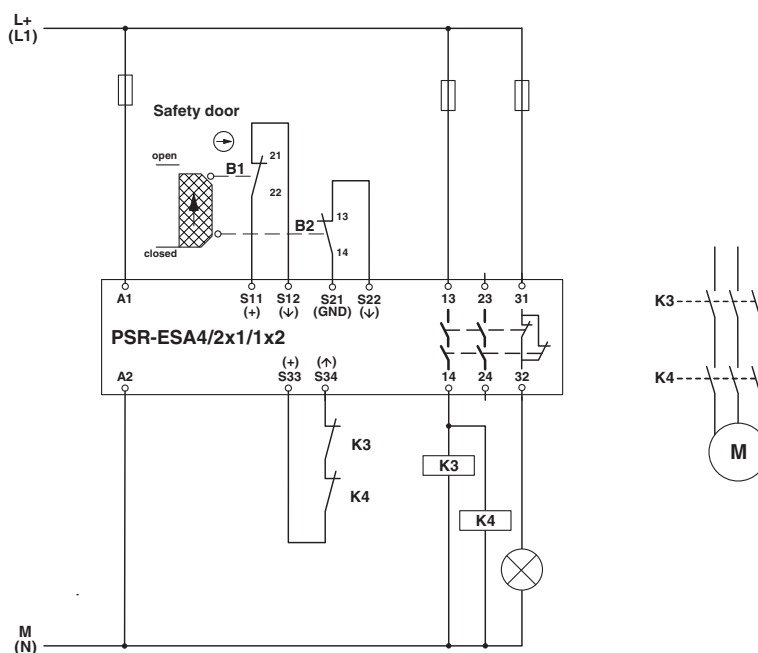 L+
(L1)
Safety door
open
B1
21
22
13
B2
14
closed
A1
S11
(+)
S12
(↓)
S21
(GND)
S22
(↓)
13
23
31
PSR-ESA4/2x1/1x2
A2
(+)
S33
(↑)
S34
14
24
32
K3
K4
K3
K4
K3
K4
M
M
(N)